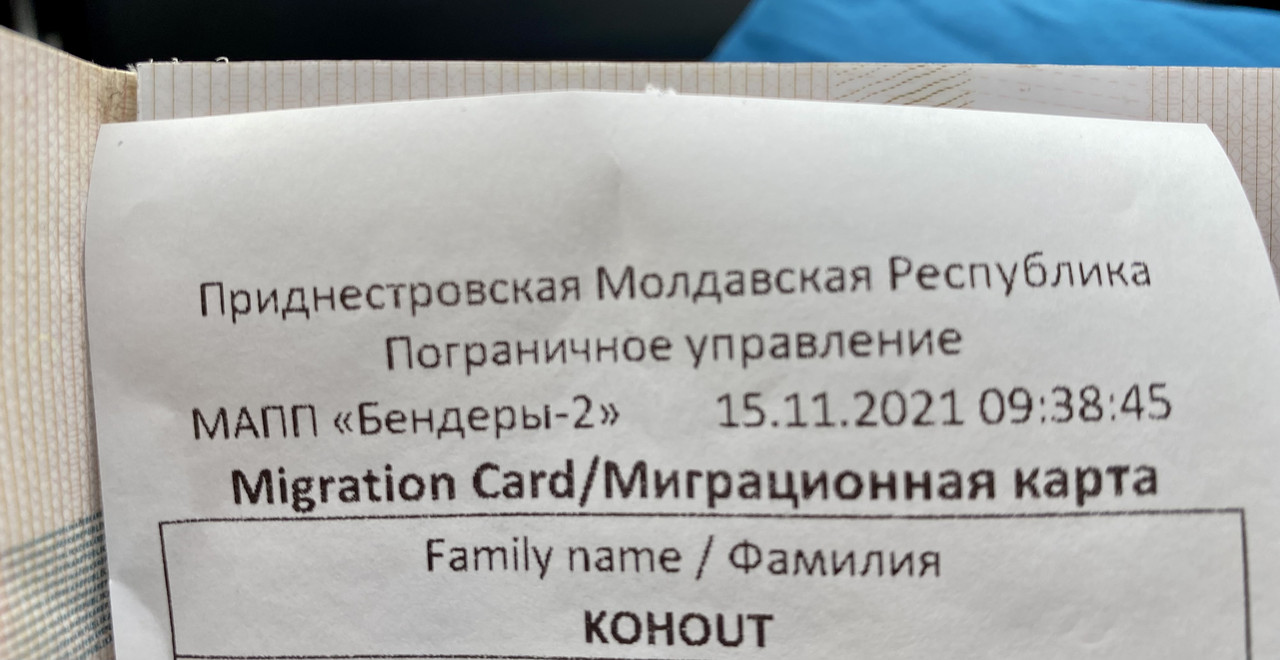 Приднестровская Молдавская Республика
Пограничное управление
МАПП «Бендеры-2» 15.11.2021 09:38:45
Migration Card/Миграционная карта
Family name / Фамилия
KOHOUT